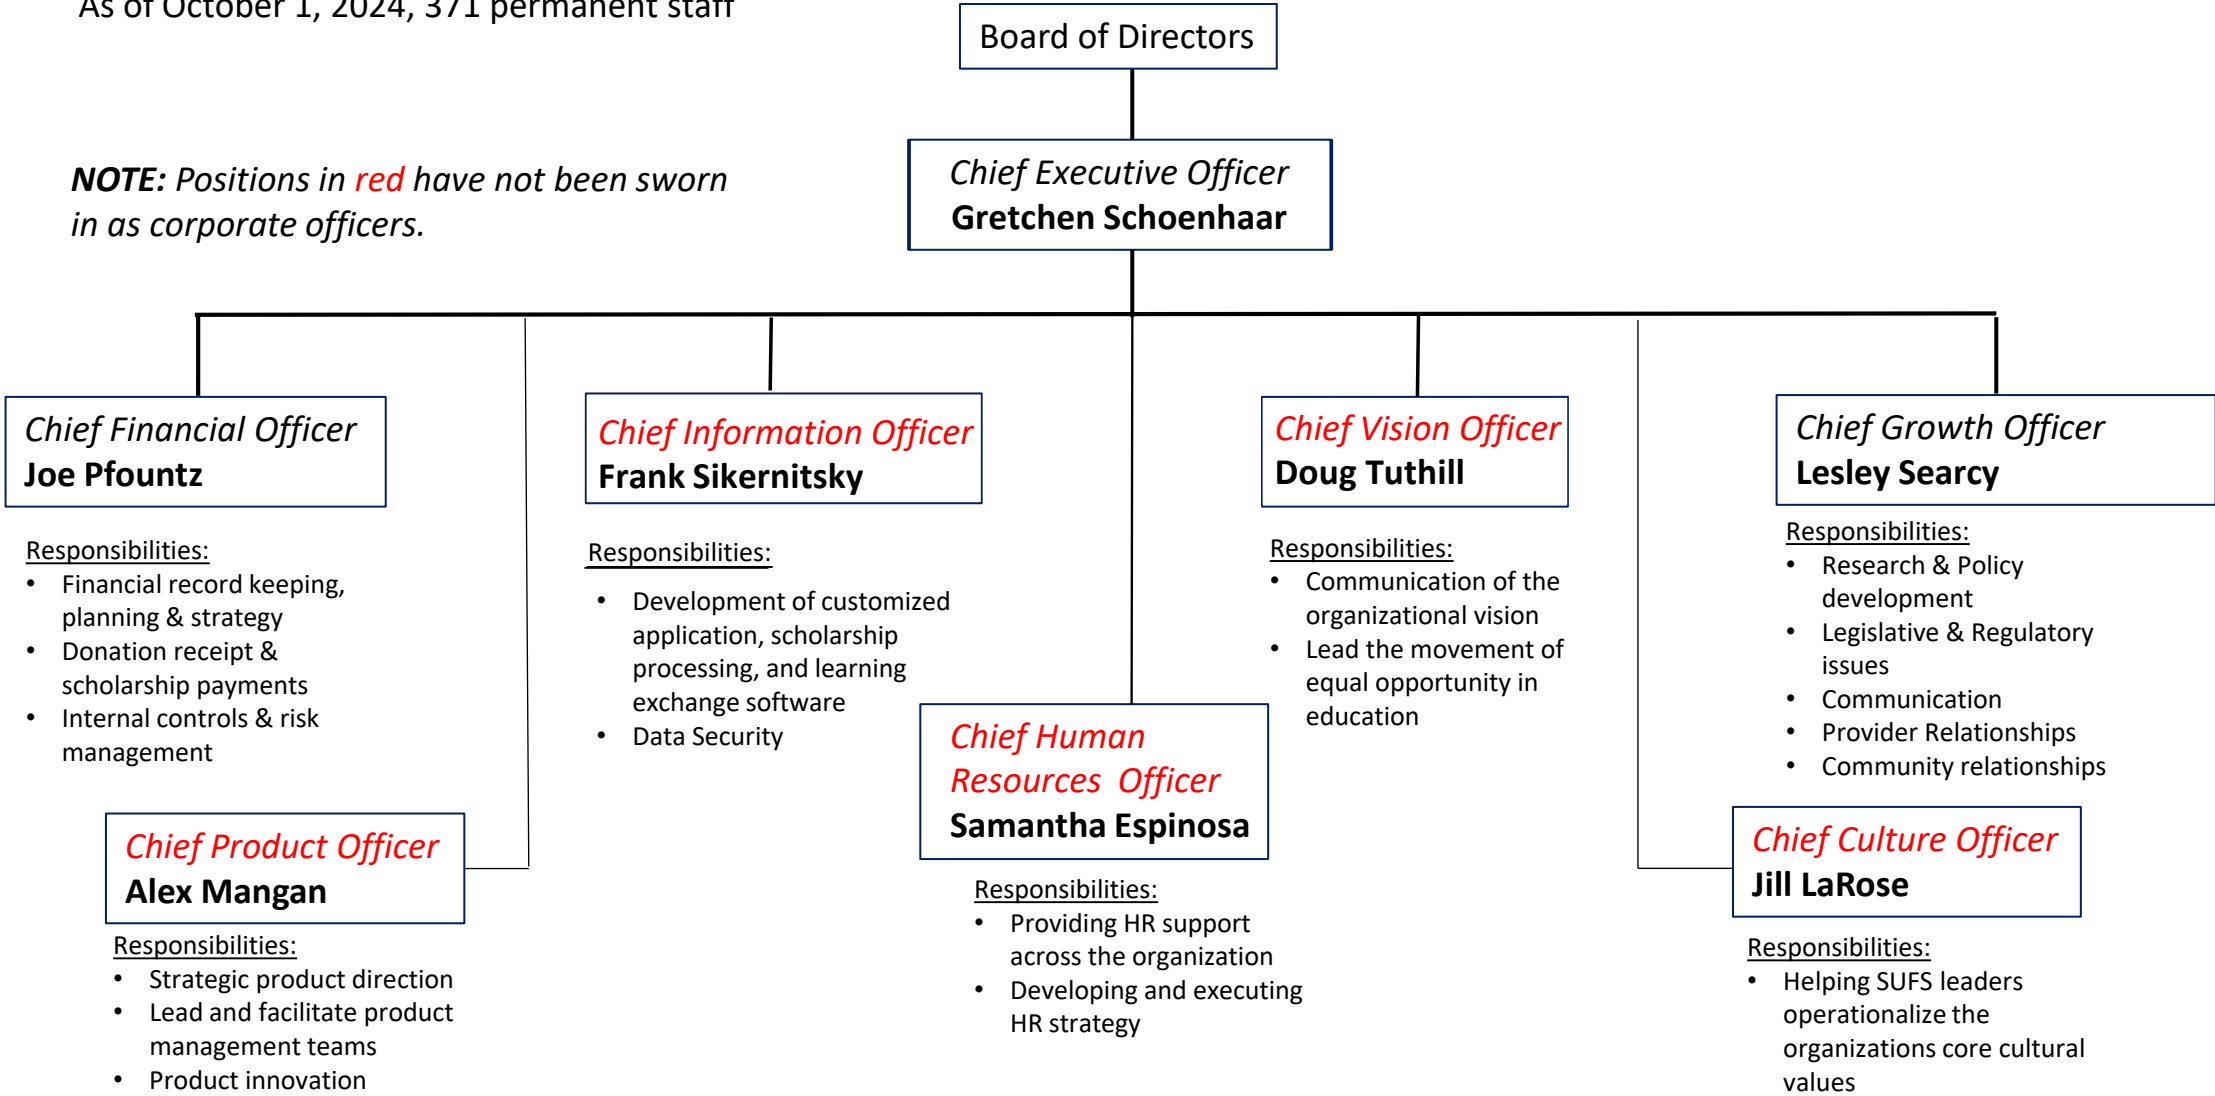 As of October 1, 2024, 371 permanent staff
Board of Directors
NOTE: Positions in red have not been sworn
in as corporate officers.
Chief Executive Officer
Gretchen Schoenhaar
Chief Financial Officer
Joe Pfountz
Responsibilities:
• Financial record keeping,
planning & strategy
• Donation receipt &
scholarship payments
• Internal controls & risk
management
Chief Information Officer
Frank Sikernitsky
Responsibilities:
• Development of customized
application, scholarship
processing, and learning
exchange software
• Data Security
Chief Vision Officer
Doug Tuthill
Responsibilities:
• Communication of the
organizational vision
• Lead the movement of
equal opportunity in
education
Chief Growth Officer
Lesley Searcy
Responsibilities:
• Research & Policy
development
• Legislative & Regulatory
issues
• Communication
• Provider Relationships
• Community relationships
Chief Product Officer
Alex Mangan
Responsibilities:
• Strategic product direction
• Lead and facilitate product
management teams
• Product innovation
Chief Human
Resources Officer
Samantha Espinosa
Responsibilities:
• Providing HR support
across the organization
• Developing and executing
HR strategy
Chief Culture Officer
Jill LaRose
Responsibilities:
• Helping SUFS leaders
operationalize the
organizations core cultural
values